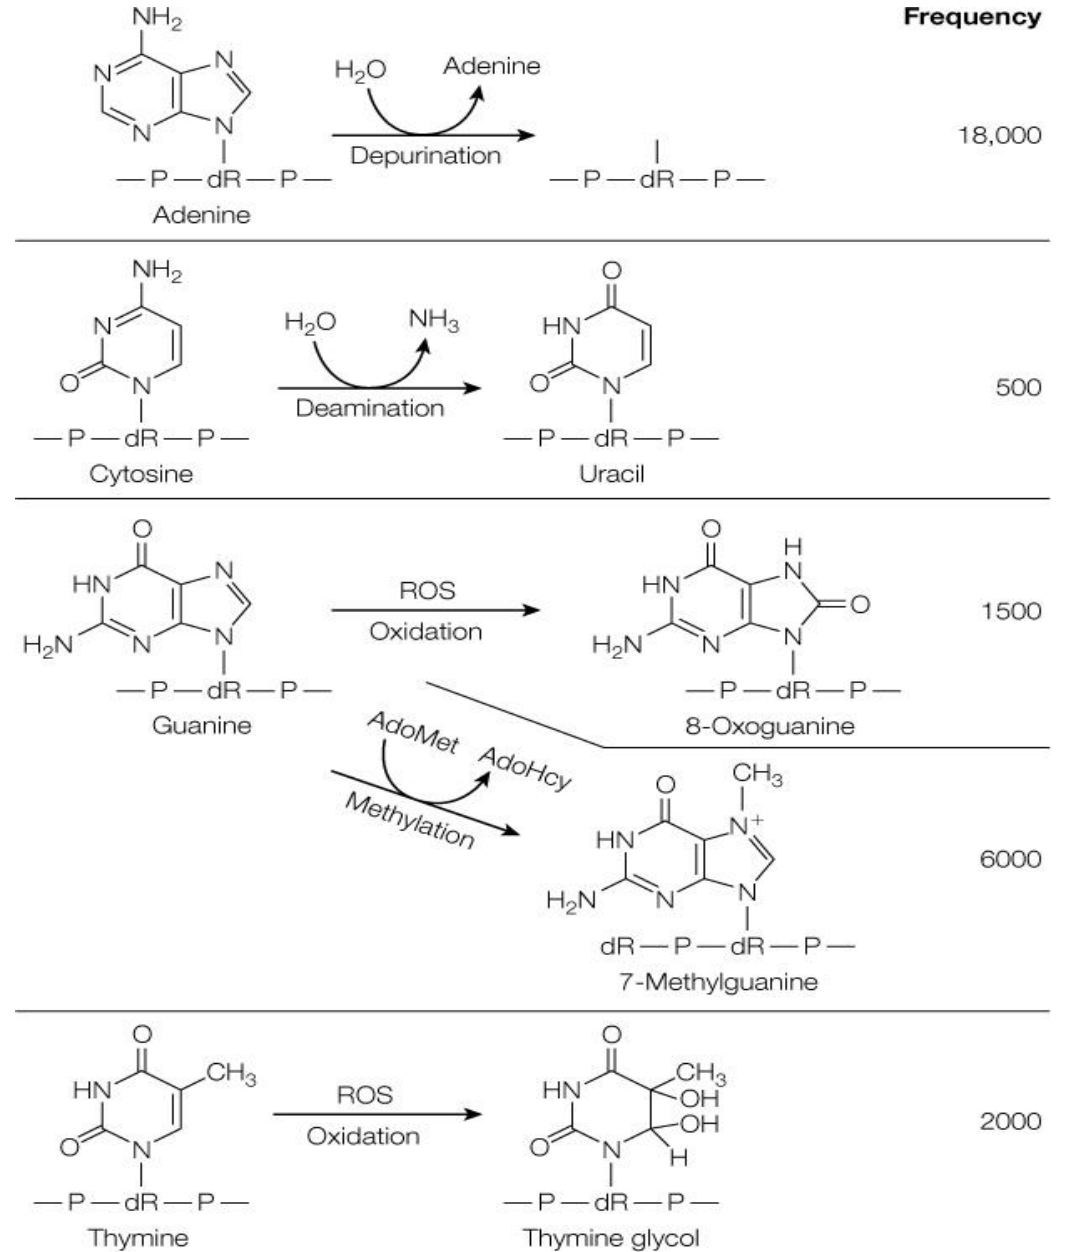 Frequency
NH2
N
N
N
N
H2O
Adenine
Depurination
18,000
P dR P
P dR P
Adenine
NH2
N
O
N
H2O
NH3
Deamination
O
HN
O
N
500
P dR P
P dR P
Cytosine
Uracil
O
HN
N
H2N
N
N
ROS
Oxidation
O
H
HN
N
O
H2N
N
N
1500
P dR P
P dR P
Guanine
8-Oxoguanine
AdoMet
AdoHcy
Methylation
O
CH3
HN
N+
H2N
N
N
6000
dR P dR P
7-Methylguanine
O
HN
CH3
O
N
ROS
Oxidation
O
HN
CH3
OH
OH
O
N
H
2000
P dR P
P dR P
Thymine
Thymine glycol